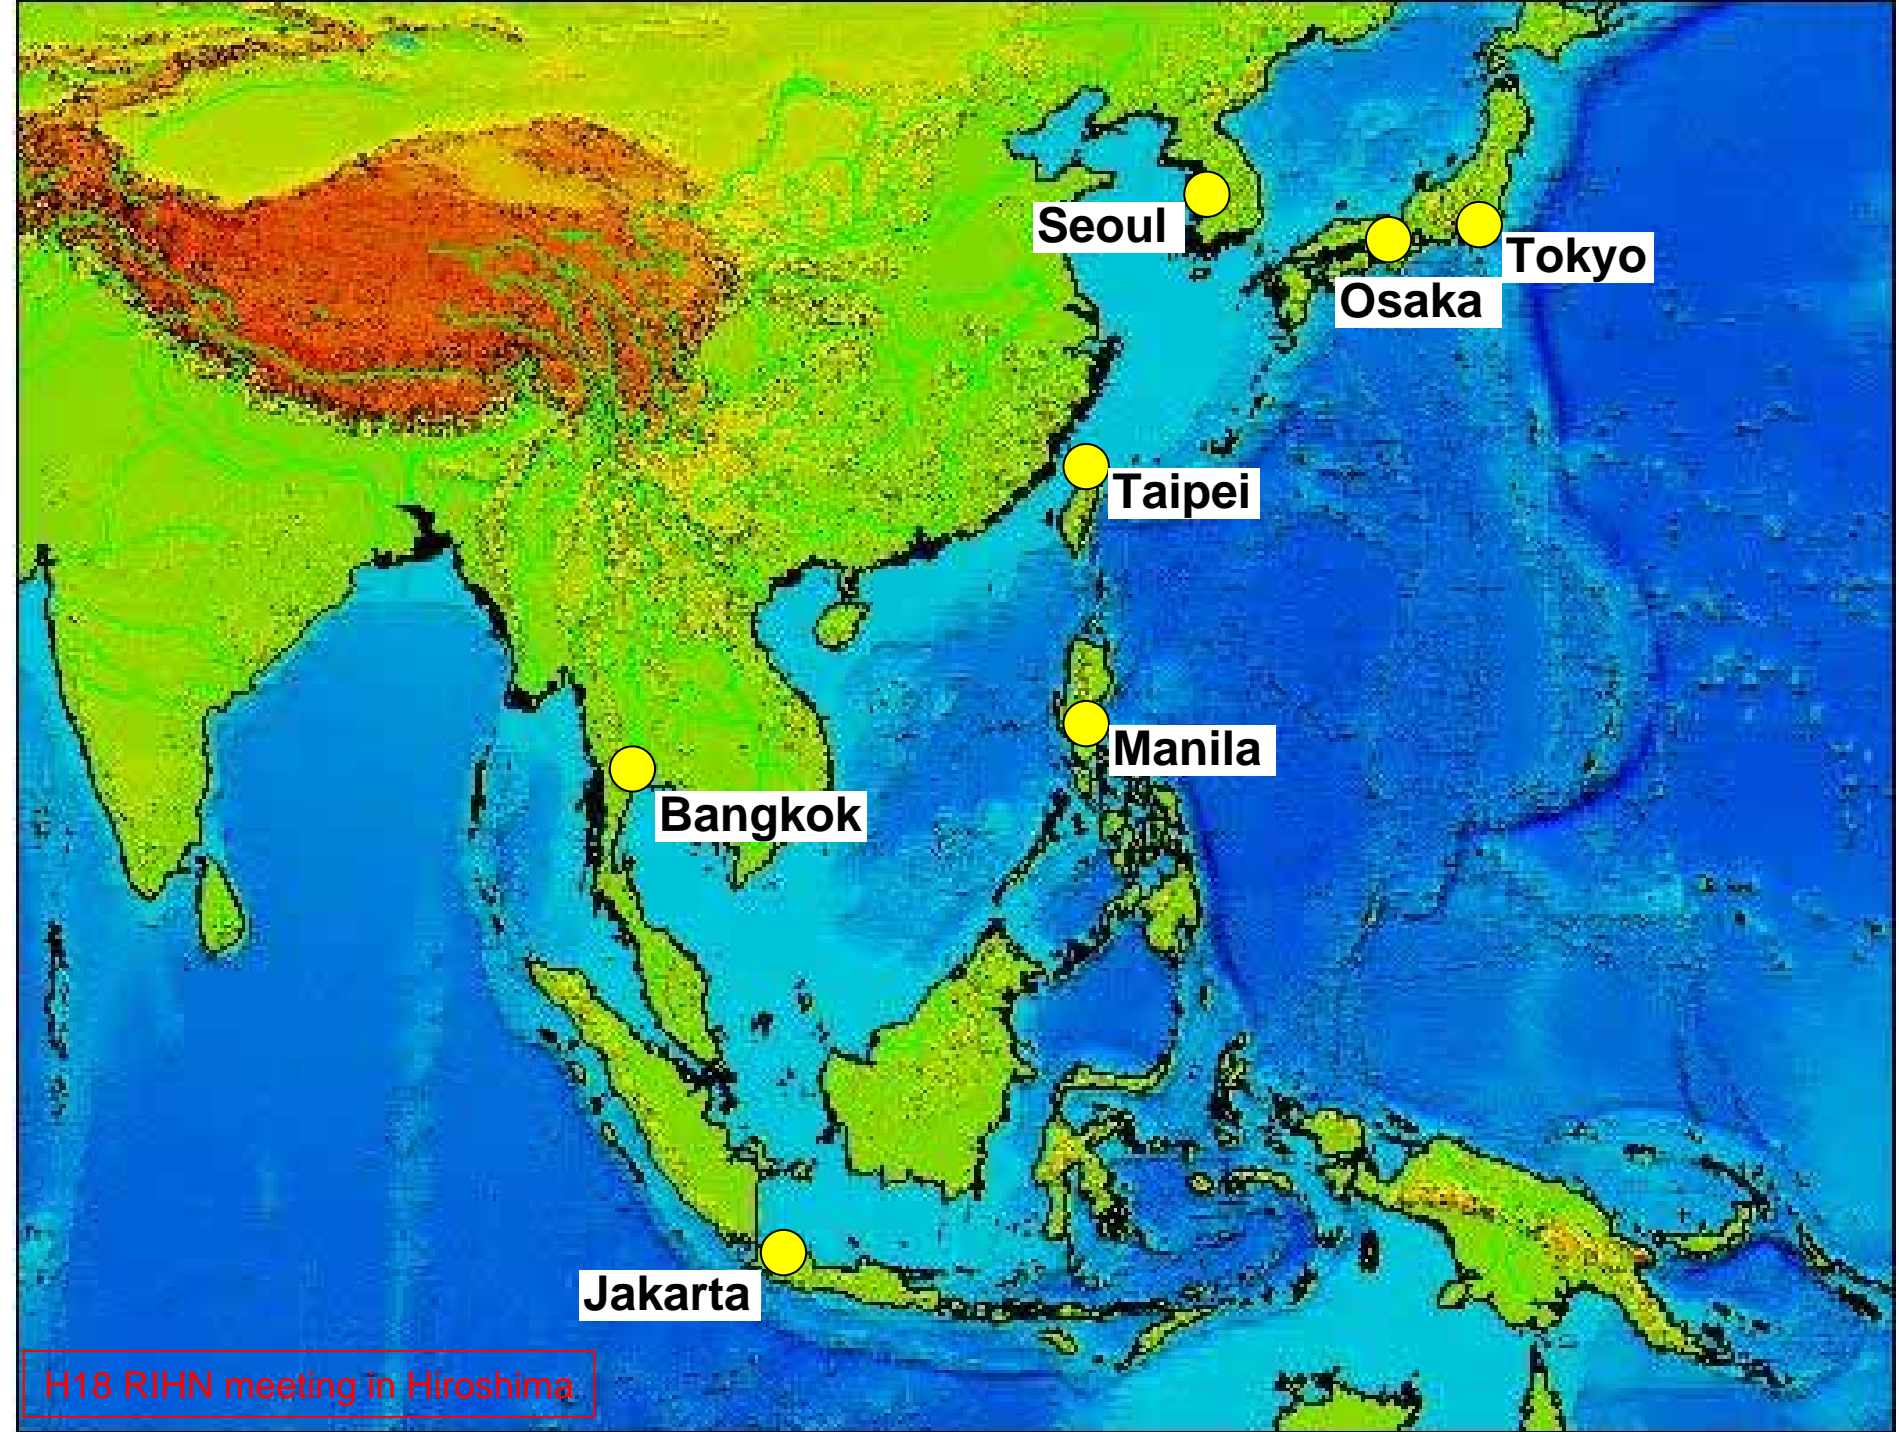 Seoul
Tokyo
Osaka
Taipei
Manila
Bangkok
Jakarta
H18 RIHN meeting in Hiroshima